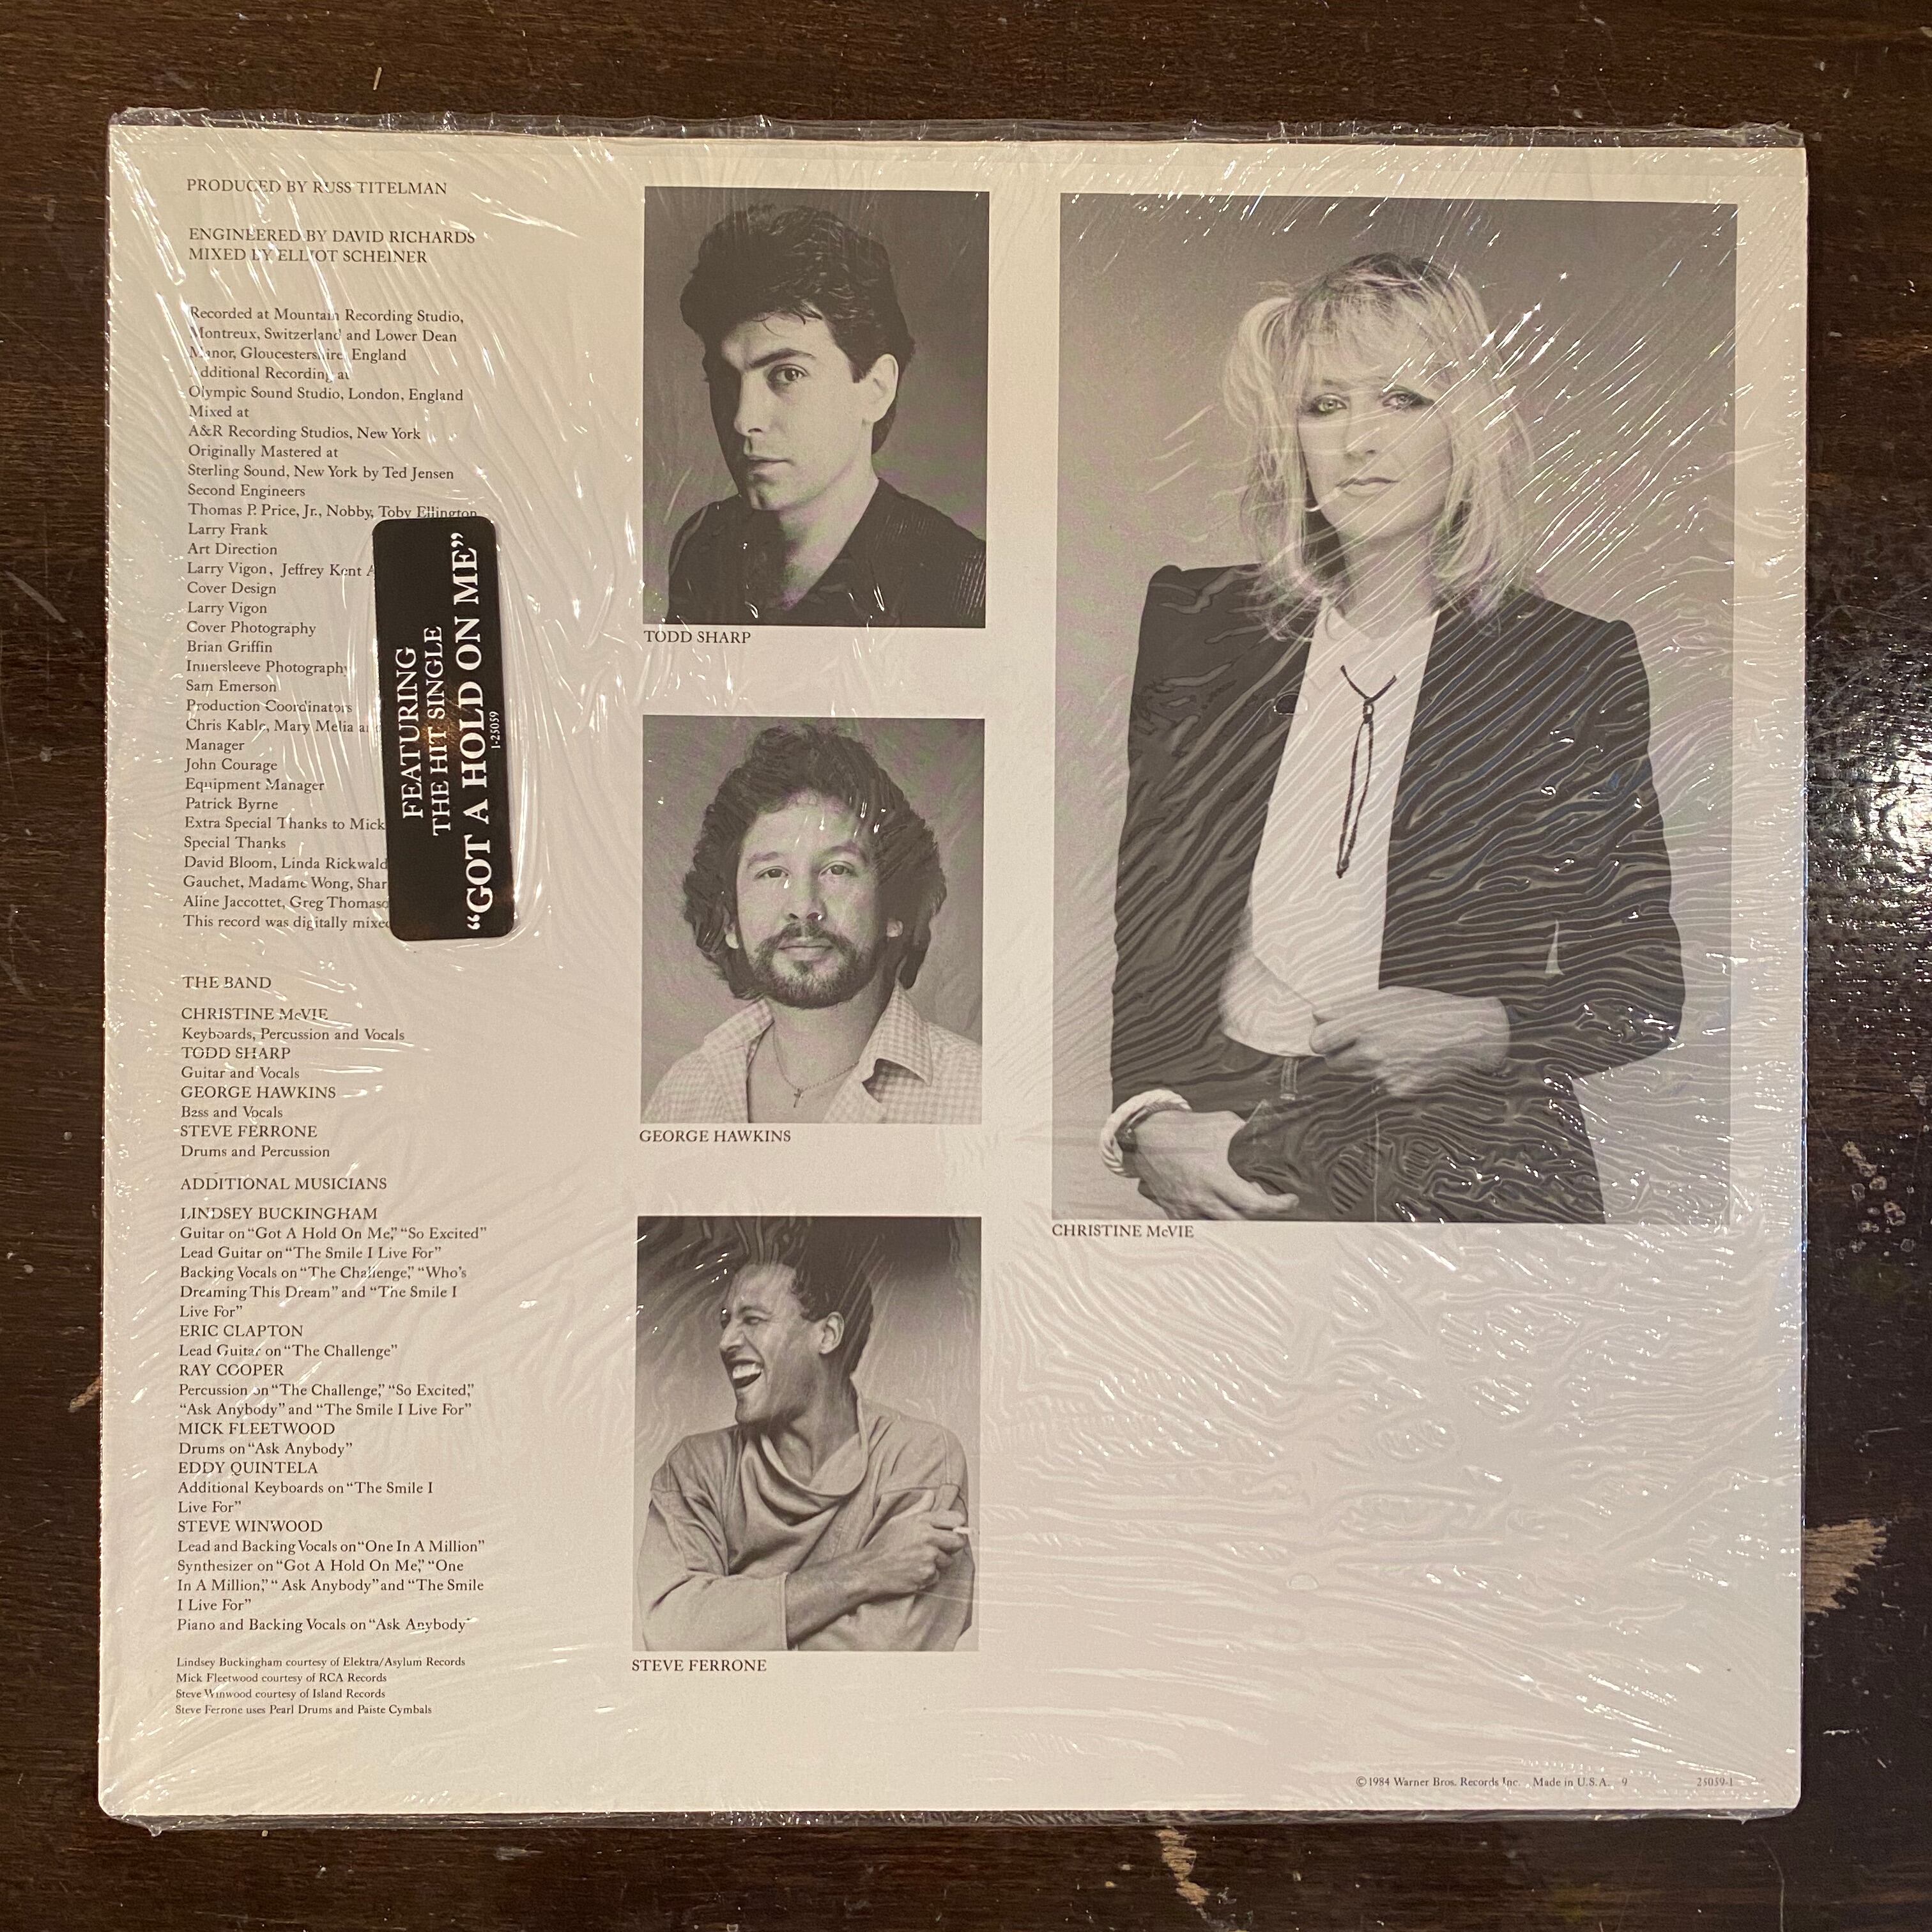 PRODUCED BY RUSS TITELMAN
ENGINEERED BY DAVID RICHARDS
MIXED BY ELLIOT SCHEINER
Recorded at Mountain Recording Studio,
Montreux, Switzerland and Lower Dean
Manor, Gloucestershire, England
Additional Recording at
Olympic Sound Studio, London, England
Mixed at
A&R Recording Studios, New York
Originally Mastered at
Sterling Sound, New York by Ted Jensen
Second Engineers
Thomas P. Price, Jr., Nobby, Toby Ellington
Larry Frank
Art Direction
Larry Vigon, Jeffrey Kent
Cover Design
Larry Vigon
Cover Photography
Brian Griffin
Innersleeve Photography
Sam Emerson
Production Coordinators
Chris Kable, Mary Melia
Manager
John Courage
Equipment Manager
Patrick Byrne
Extra Special Thanks to Mick
Special Thanks
David Bloom, Linda Rickwald
Gauchet, Madame Wong,
Aline Jaccottet, Greg
This record was digitally mixed
FEATURING
THE HIT SINGLE
“GOT A HOLD ON ME”
1-25059
THE BAND
CHRISTINE McVIE
Keyboards, Percussion and Vocals
TODD SHARP
Guitar and Vocals
GEORGE HAWKINS
Bass and Vocals
STEVE FERRONE
Drums and Percussion
ADDITIONAL MUSICIANS
LINDSEY BUCKINGHAM
Guitar on “Got A Hold On Me,” “So Excited”
Lead Guitar on “The Smile I Live For”
Backing Vocals on “The Challenge,” “Who’s
Dreaming This Dream” and “The Smile I
Live For”
ERIC CLAPTON
Lead Guitar on “The Challenge”
RAY COOPER
Percussion on “The Challenge,” “So Excited,”
“Ask Anybody” and “The Smile I Live For”
MICK FLEETWOOD
Drums on “Ask Anybody”
EDDY QUINTELA
Additional Keyboards on “The Smile I
Live For”
STEVE WINWOOD
Lead and Backing Vocals on “One In A Million”
Synthesizer on “Got A Hold On Me,” “One
In A Million,” “Ask Anybody” and “The Smile
I Live For”
Piano and Backing Vocals on “Ask Anybody”
Lindsey Buckingham courtesy of Elektra/Asylum Records
Mick Fleetwood courtesy of RCA Records
Steve Winwood courtesy of Island Records
Steve Ferrone uses Pearl Drums and Paiste Cymbals
TODD SHARP
GEORGE HAWKINS
STEVE FERRONE
CHRISTINE McVIE
©1984 Warner Bros. Records Inc. Made in U.S.A. 9
25059-1